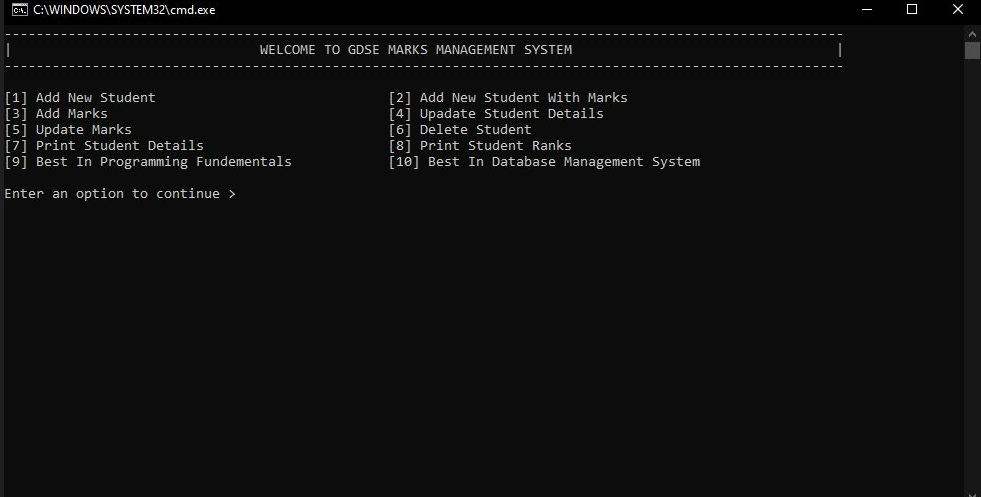 C:\WINDOWS\SYSTEM32\cmd.exe
-----------------------------------------------------------------------------------------------------------
| WELCOME TO GDSE MARKS MANAGEMENT SYSTEM |
-----------------------------------------------------------------------------------------------------------
[1] Add New Student [2] Add New Student With Marks
[3] Add Marks [4] Upadate Student Details
[5] Update Marks [6] Delete Student
[7] Print Student Details [8] Print Student Ranks
[9] Best In Programming Fundementals [10] Best In Database Management System
Enter an option to continue >